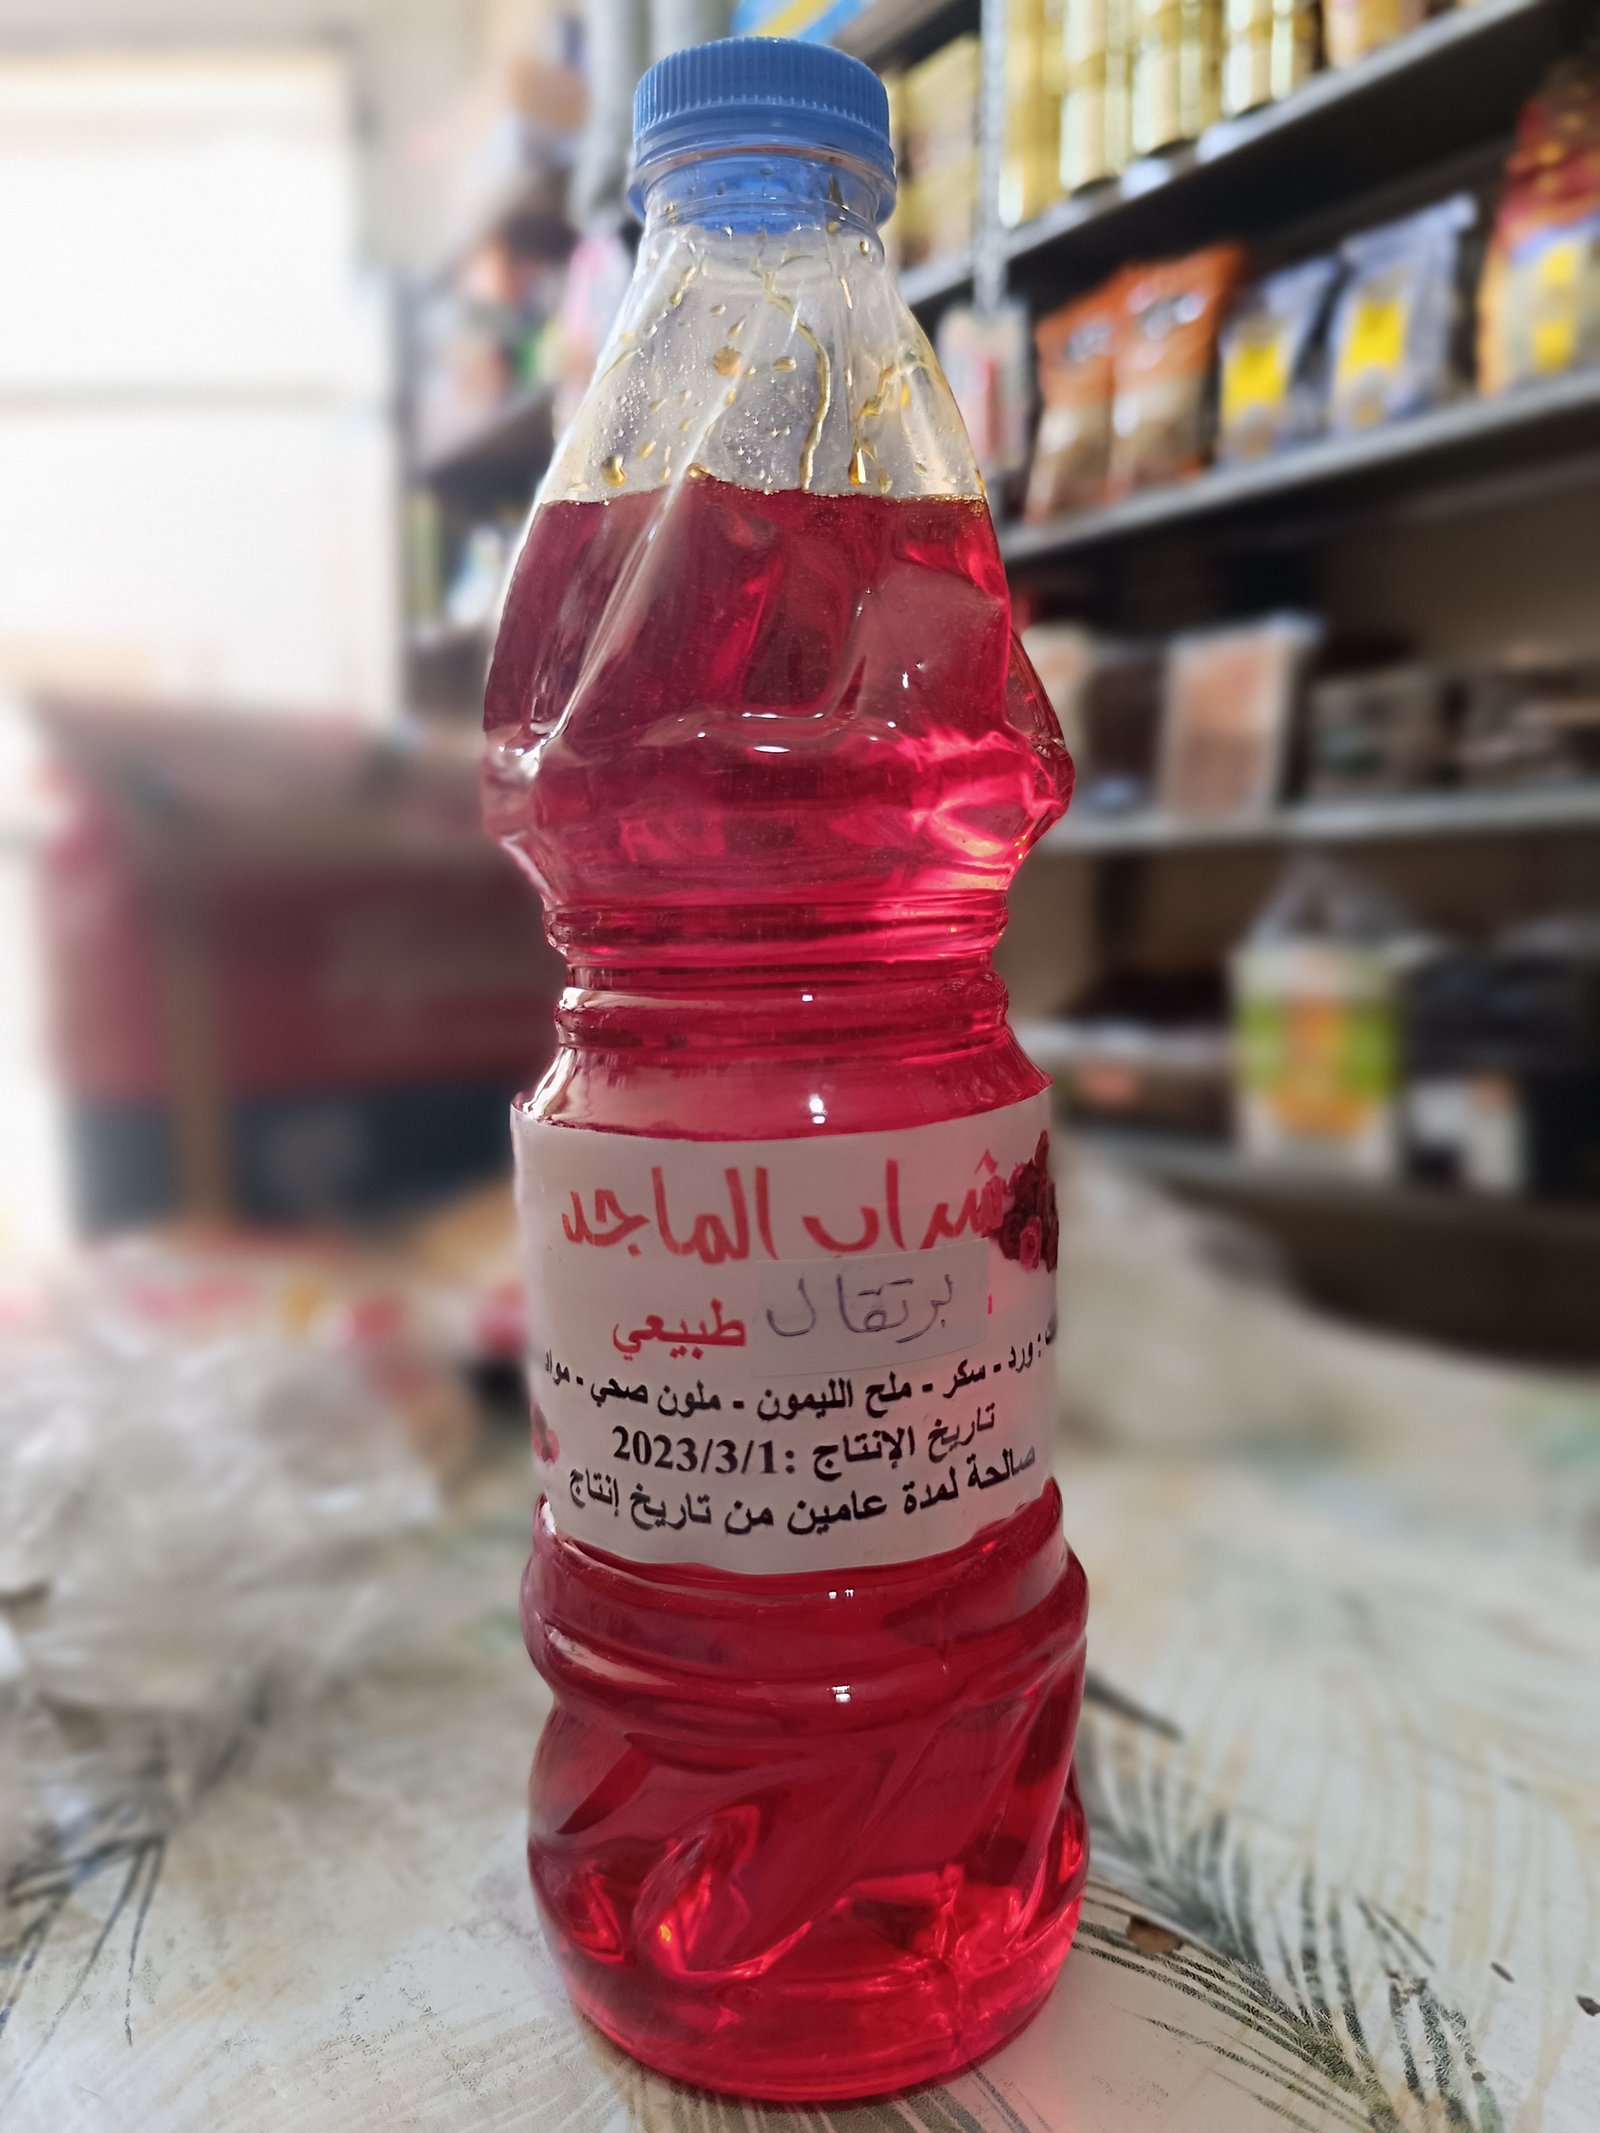 شراب الماجد
برتقال طبيعي
: ورد - سكر - ملح الليمون - ملون صحي - مواد
تاريخ الإنتاج :2023/3/1
صالحة لمدة عامين من تاريخ إنتاج